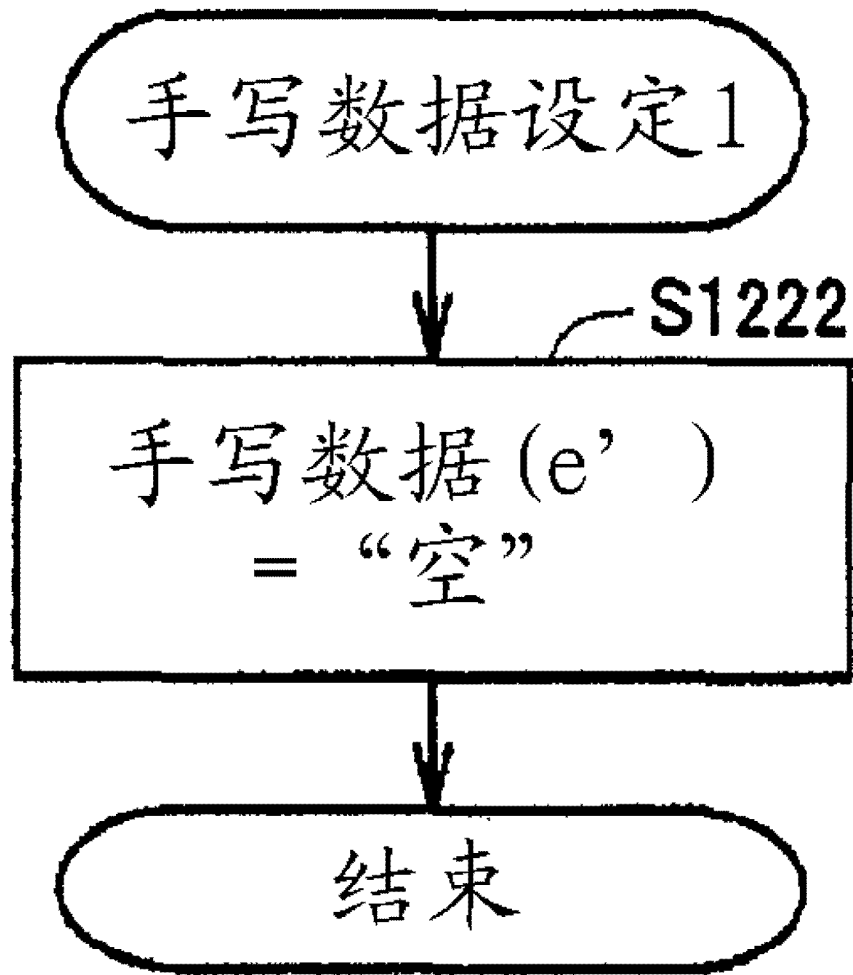 手写数据设定1
S1222
手写数据(e’ )
= “空”
结束